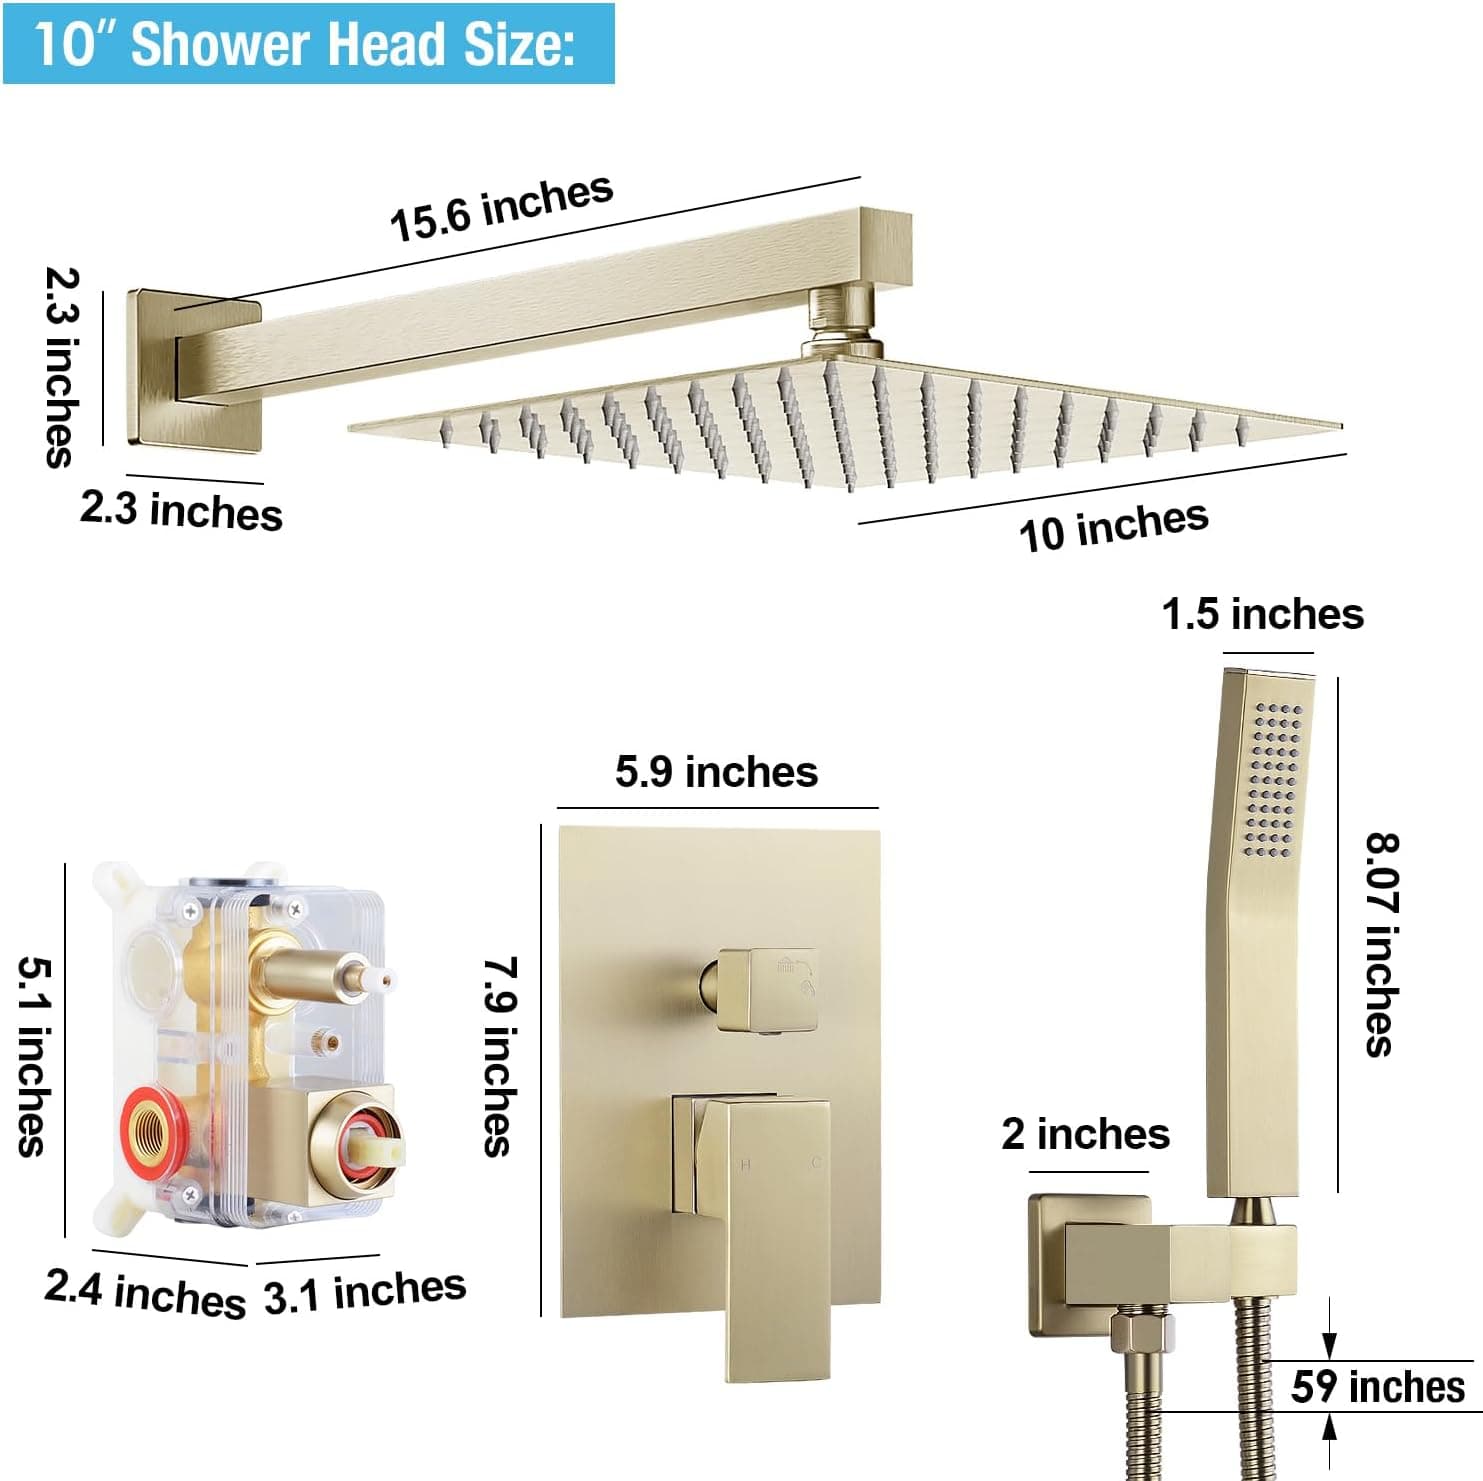 10" Shower Head Size:
15.6 inches
2.3 inches
2.3 inches
10 inches
1.5 inches
5.9 inches
8.07 inches
5.1 inches
7.9 inches
H C
2 inches
2.4 inches
3.1 inches
59 inches